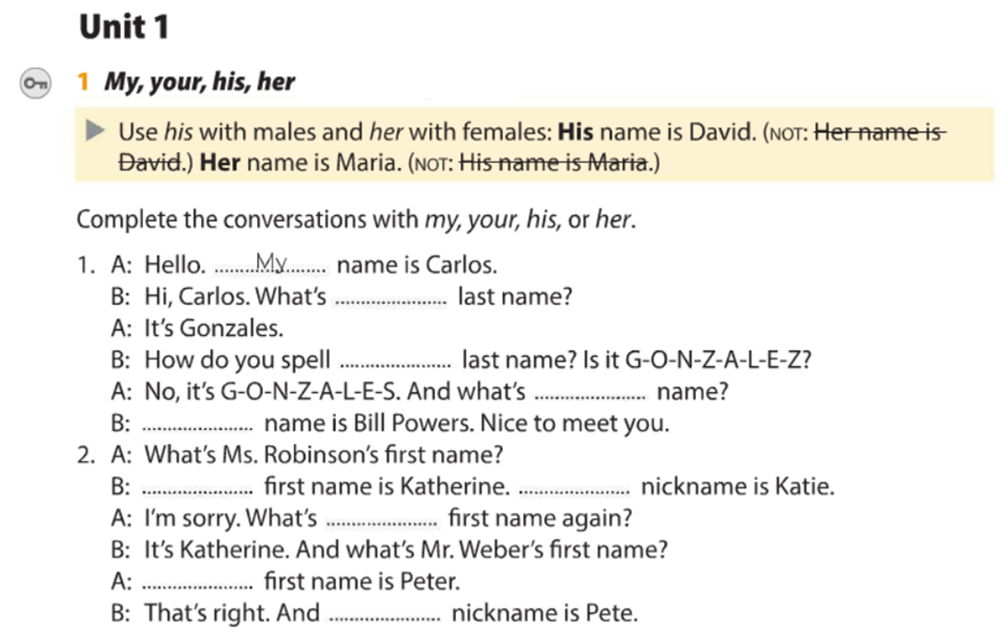 Unit 1
1 My, your, his, her
▶ Use his with males and her with females: His name is David. (NOT: Her name is
David.) Her name is Maria. (NOT: His name is Maria.)
Complete the conversations with my, your, his, or her.
1. A: Hello. ........My........ name is Carlos.
B: Hi, Carlos. What's ...................... last name?
A: It's Gonzales.
B: How do you spell ...................... last name? Is it G-O-N-Z-A-L-E-Z?
A: No, it's G-O-N-Z-A-L-E-S. And what's ...................... name?
B: ...................... name is Bill Powers. Nice to meet you.
2. A: What's Ms. Robinson's first name?
B: ...................... first name is Katherine. ...................... nickname is Katie.
A: I'm sorry. What's ...................... first name again?
B: It's Katherine. And what's Mr. Weber's first name?
A: ...................... first name is Peter.
B: That's right. And ...................... nickname is Pete.